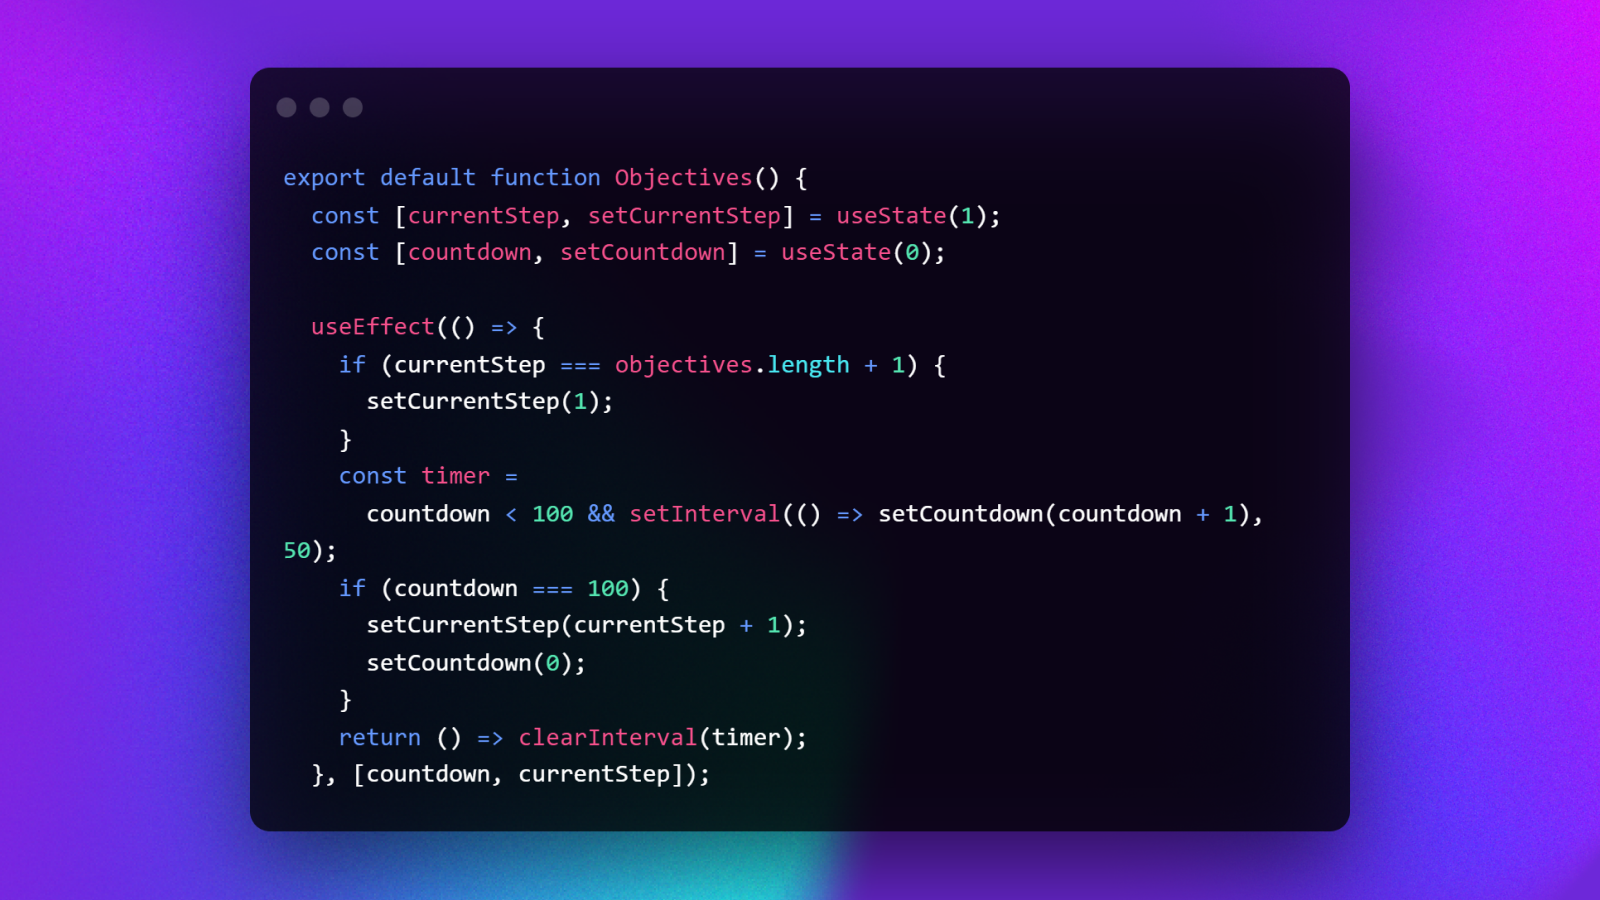 export default function Objectives() {
  const [currentStep, setCurrentStep] = useState(1);
  const [countdown, setCountdown] = useState(0);

  useEffect(() => {
    if (currentStep === objectives.length + 1) {
      setCurrentStep(1);
    }
    const timer =
      countdown < 100 && setInterval(() => setCountdown(countdown + 1),
50);
    if (countdown === 100) {
      setCurrentStep(currentStep + 1);
      setCountdown(0);
    }
    return () => clearInterval(timer);
  }, [countdown, currentStep]);